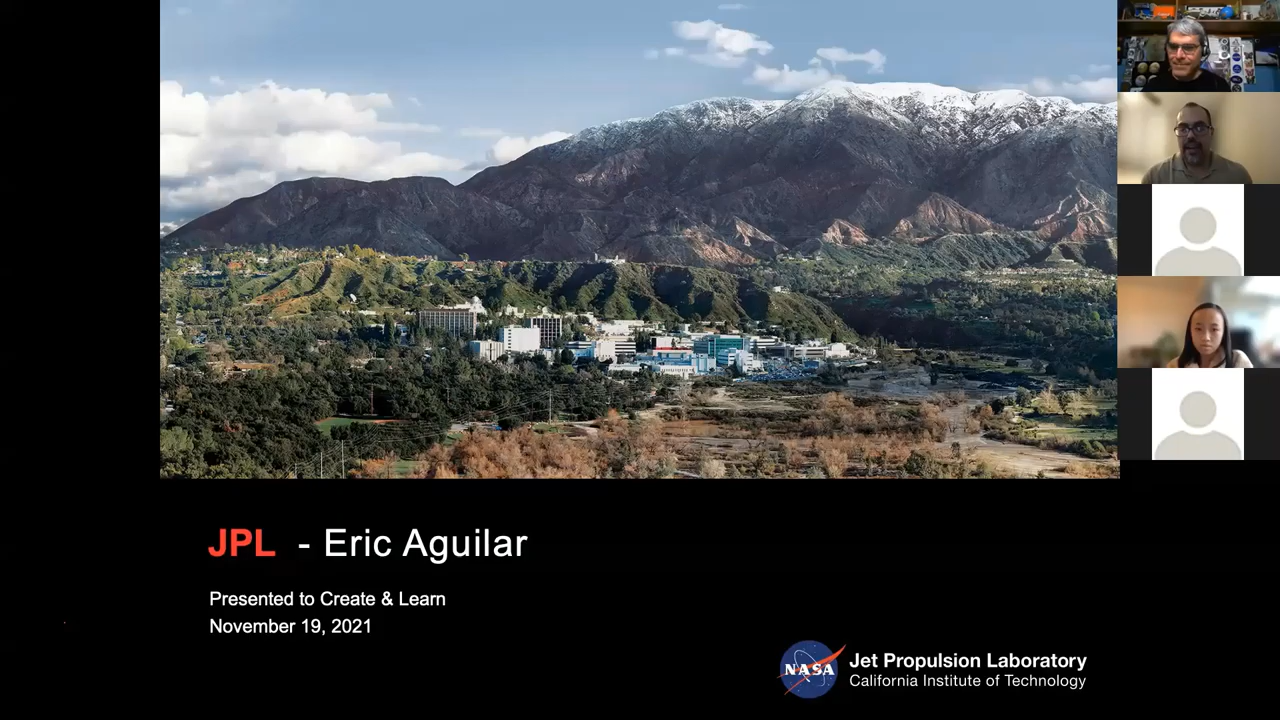 JPL - Eric Aguilar
Presented to Create & Learn
November 19, 2021
NASA
Jet Propulsion Laboratory
California Institute of Technology